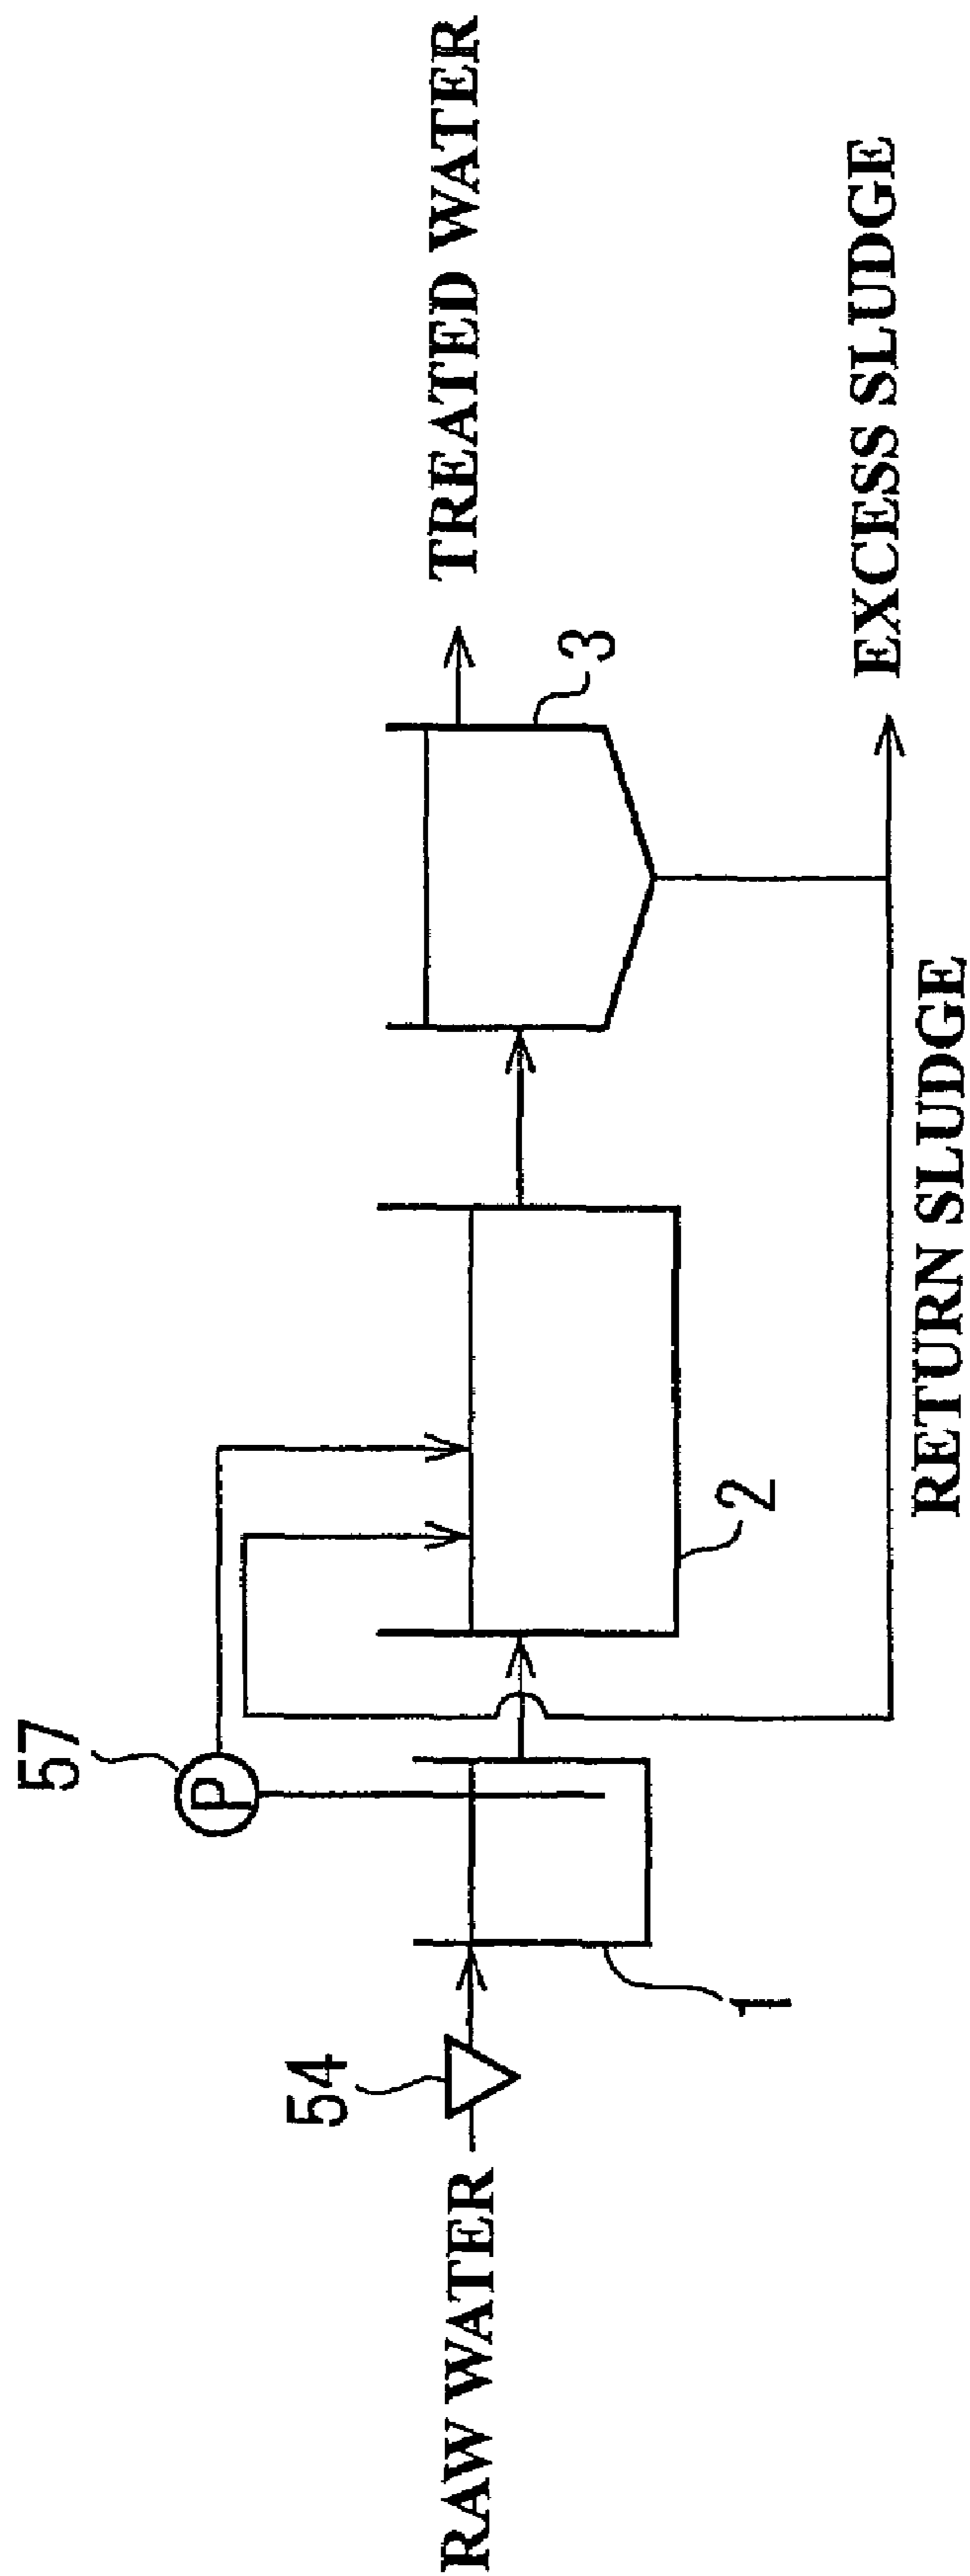 RAW WATER
54
1
57
P
2
3
TREATED WATER
RETURN SLUDGE
EXCESS SLUDGE